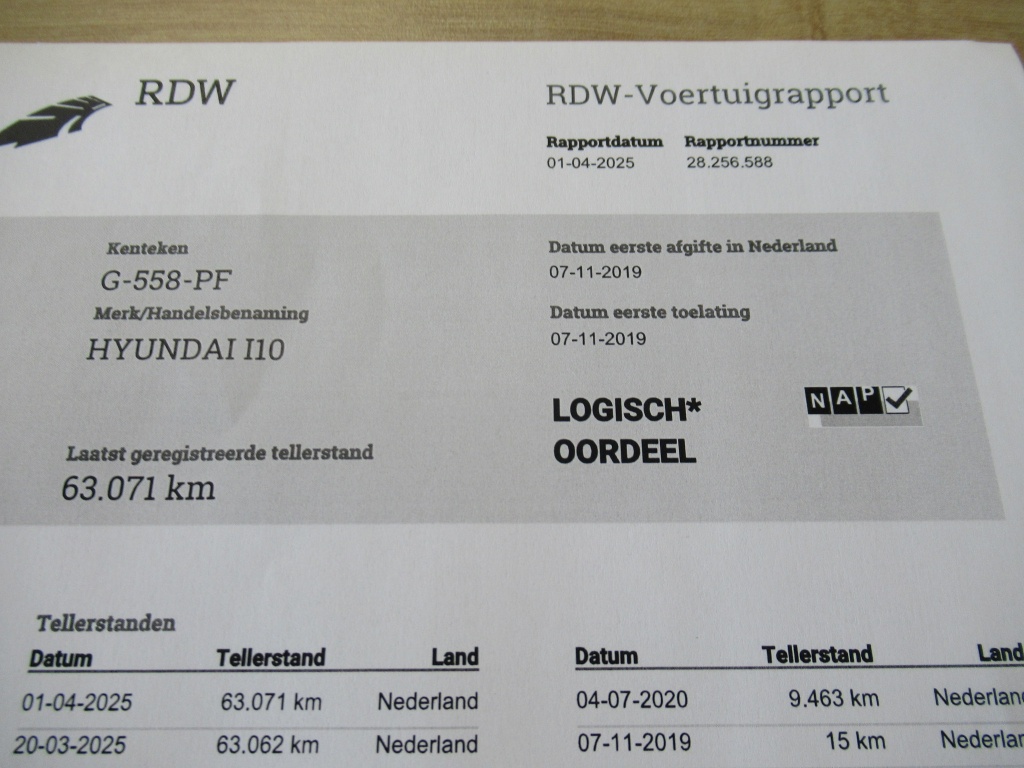 RDW
RDW-Voertuigrapport
Rapportdatum Rapportnummer
01-04-2025 28.256.588
Kenteken
G-558-PF
Merk/Handelsbenaming
HYUNDAI I10
Laatst geregistreerde tellerstand
63.071 km
Datum eerste afgifte in Nederland
07-11-2019
Datum eerste toelating
07-11-2019
LOGISCH*
OORDEEL
NAP
Tellerstanden
Datum Tellerstand Land
01-04-2025 63.071 km Nederland
20-03-2025 63.062 km Nederland
Datum Tellerstand Land
04-07-2020 9.463 km Nederlan
07-11-2019 15 km Nederlan